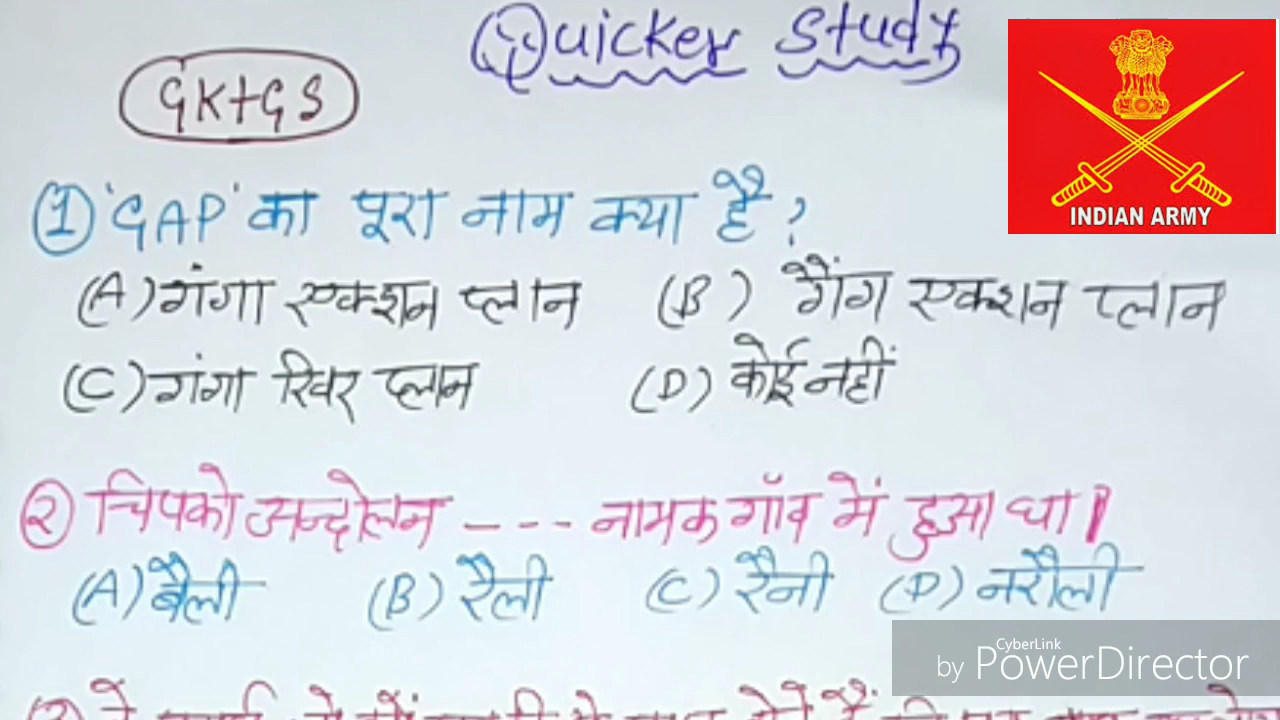 Quicker Study
GK+GS
INDIAN ARMY
① 'GAP' का पूरा नाम क्या है ?
(A) गंगा एक्शन प्लान (B) गैंग एक्शन प्लान
(C) गंगा रिवर प्लान (D) कोई नहीं
② चिपको अन्दोलन --- नामक गाँव में हुआ था।
(A) बैली (B) रैली (C) रैनी (D) नरौली
CyberLink
by PowerDirector